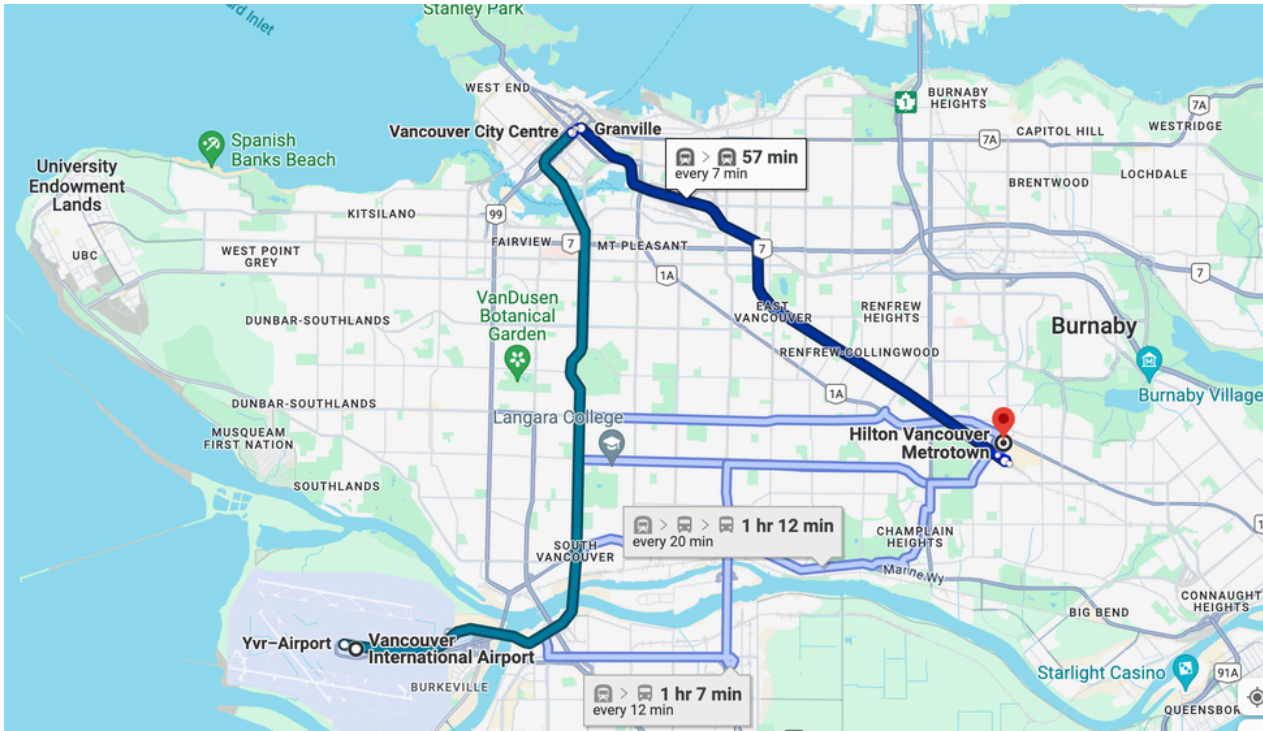 Stanley Park
ard Inlet
WEST END
BURNABY
HEIGHTS
1
7A
WESTRIDGE
Vancouver City Centre
Granville
7A
CAPITOL HILL
Spanish
Banks Beach
> 57 min
every 7 min
University
Endowment
Lands
LOCHDALE
BRENTWOOD
KITSILANO
99
UBC
WEST POINT
GREY
FAIRVIEW
7
MT PLEASANT
7
1A
7
VanDusen
Botanical
Garden
EAST
VANCOUVER
RENFREW
HEIGHTS
DUNBAR-SOUTHLANDS
Burnaby
RENFREW-COLLINGWOOD
1A
Burnaby Village
DUNBAR-SOUTHLANDS
Langara College
MUSQUEAM
FIRST NATION
Hilton Vancouver
Metrotown
SOUTHLANDS
> > 1 hr 12 min
every 20 min
SOUTH
VANCOUVER
CHAMPLAIN
HEIGHTS
Marine Wy
CONNAUGHT
HEIGHTS
BIG BEND
Yvr–Airport
Vancouver
International Airport
BURKEVILLE
Starlight Casino
91A
> 1 hr 7 min
every 12 min
QUEENSBOR